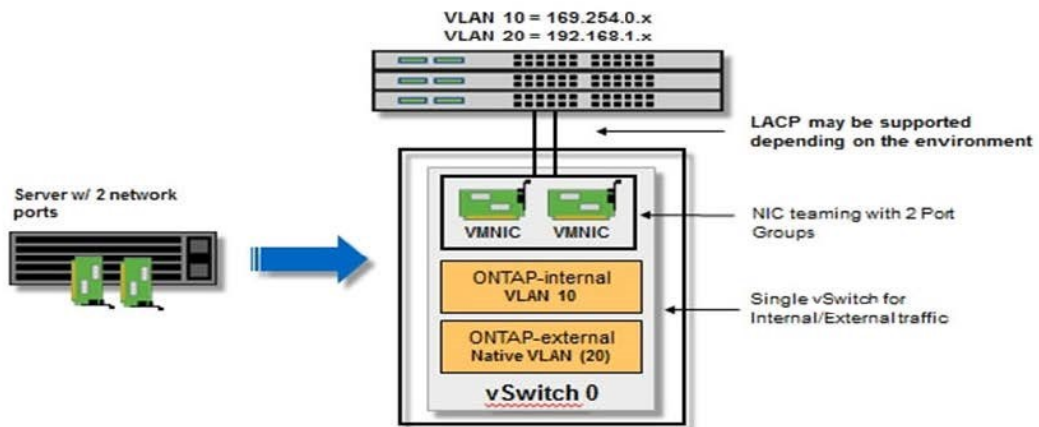 VLAN 10 = 169.254.0.x
VLAN 20 = 192.168.1.x
LACP may be supported
depending on the environment
Server w/ 2 network
ports
VMNIC VMNIC
NIC teaming with 2 Port
Groups
ONTAP-internal
VLAN 10
Single vSwitch for
Internal/External traffic
ONTAP-external
Native VLAN (20)
vSwitch 0